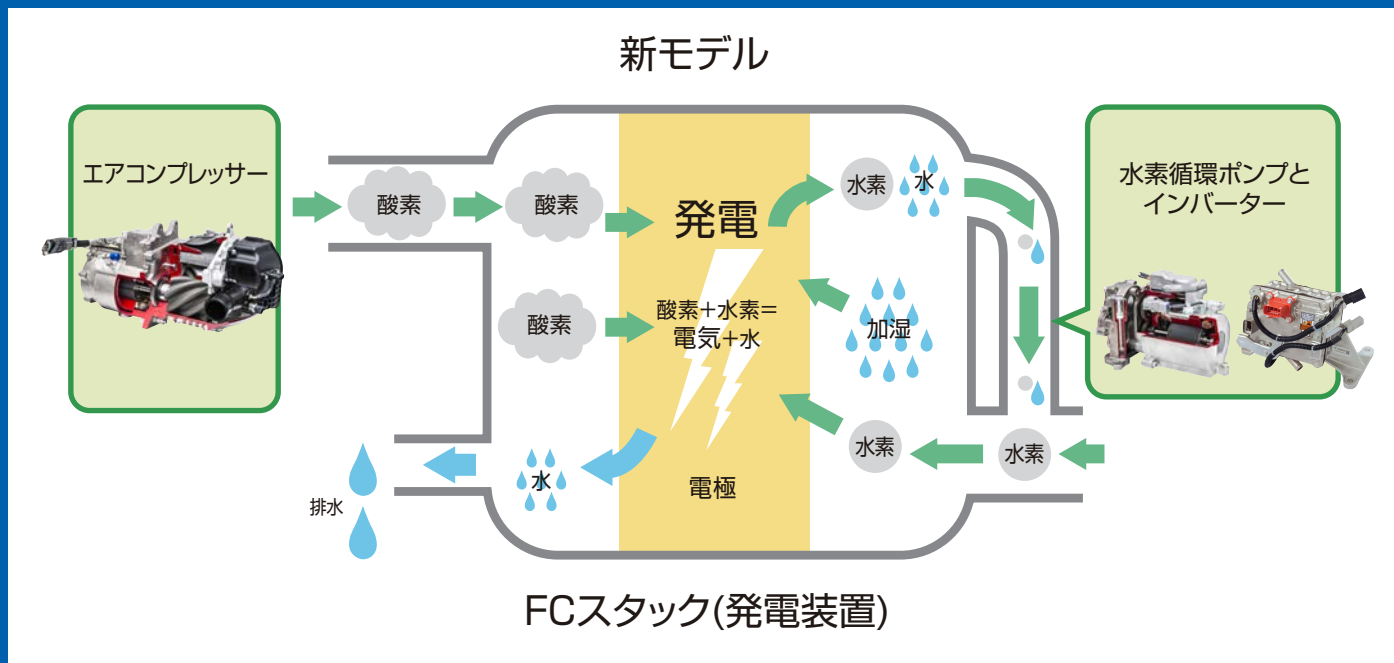 新モデル
エアコンプレッサー
酸素
酸素
発電
水素
水
水素循環ポンプと
インバーター
酸素
酸素+水素=
電気+水
加湿
水素
水素
水
電極
排水
FCスタック(発電装置)